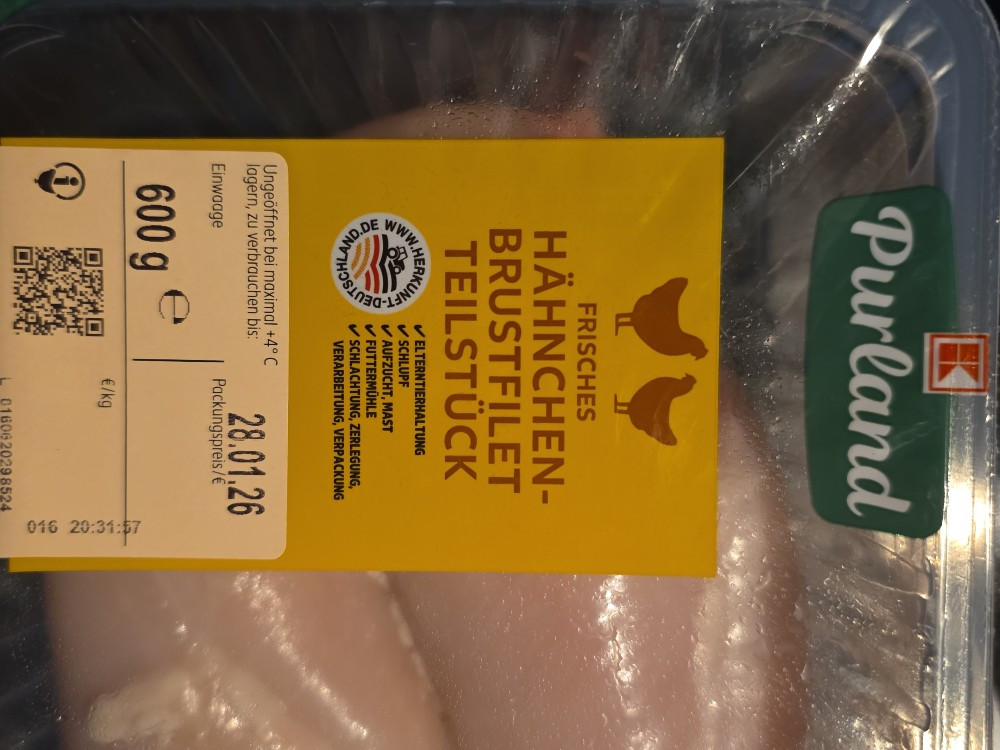 Purland
FRISCHES
HÄHNCHEN-
BRUSTFILET
TEILSTÜCK
WWW.HERKUNFT-DEUTSCHLAND.DE
✓ ELTERNTIERHALTUNG
✓ SCHLUPF
✓ AUFZUCHT, MAST
✓ FUTTERMÜHLE
✓ SCHLACHTUNG, ZERLEGUNG,
VERARBEITUNG, VERPACKUNG
Ungeöffnet bei maximal +4°C
lagern, zu verbrauchen bis:
28.01.26
Einwaage
Packungspreis/€
600 g ℮
€/kg
016 20:31:57
L 0160620298524